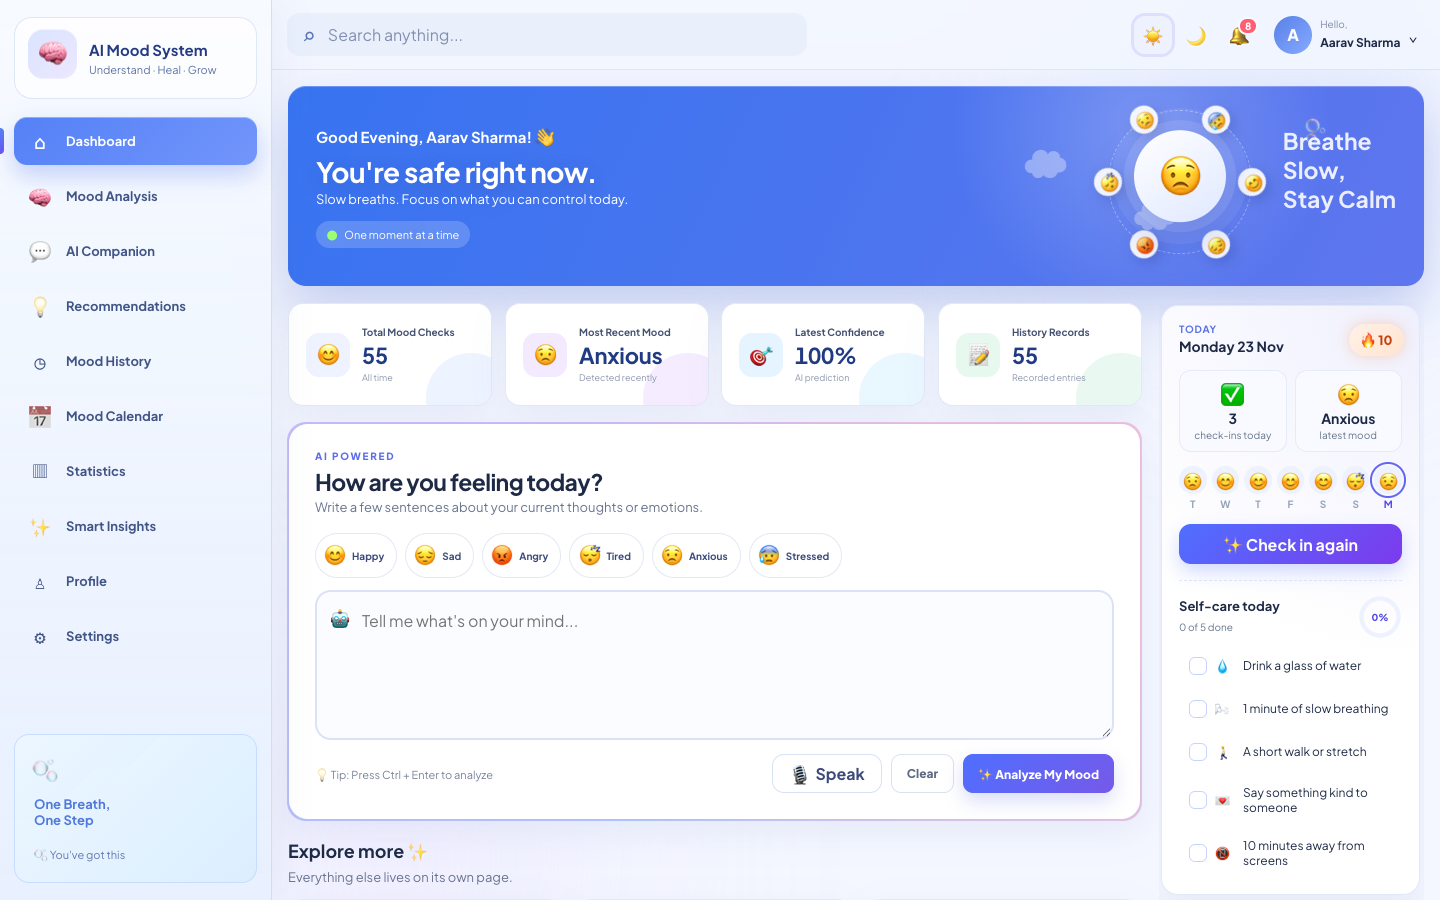 AI Mood System
Understand · Heal · Grow
Dashboard
Mood Analysis
AI Companion
Recommendations
Mood History
Mood Calendar
Statistics
Smart Insights
Profile
Settings
One Breath,
One Step
You've got this
Search anything...
8
A
Hello,
Aarav Sharma
Good Evening, Aarav Sharma! 👋
You're safe right now.
Slow breaths. Focus on what you can control today.
One moment at a time
Breathe
Slow,
Stay Calm
Total Mood Checks
55
All time
Most Recent Mood
Anxious
Detected recently
Latest Confidence
100%
AI prediction
History Records
55
Recorded entries
AI POWERED
How are you feeling today?
Write a few sentences about your current thoughts or emotions.
😊 Happy
😔 Sad
😡 Angry
😴 Tired
😟 Anxious
😰 Stressed
Tell me what's on your mind...
💡 Tip: Press Ctrl + Enter to analyze
🎙️ Speak
Clear
✨ Analyze My Mood
Explore more ✨
Everything else lives on its own page.
TODAY
Monday 23 Nov
🔥 10
3
check-ins today
Anxious
latest mood
T W T F S S M
✨ Check in again
Self-care today
0 of 5 done
0%
Drink a glass of water
1 minute of slow breathing
A short walk or stretch
Say something kind to
someone
10 minutes away from
screens